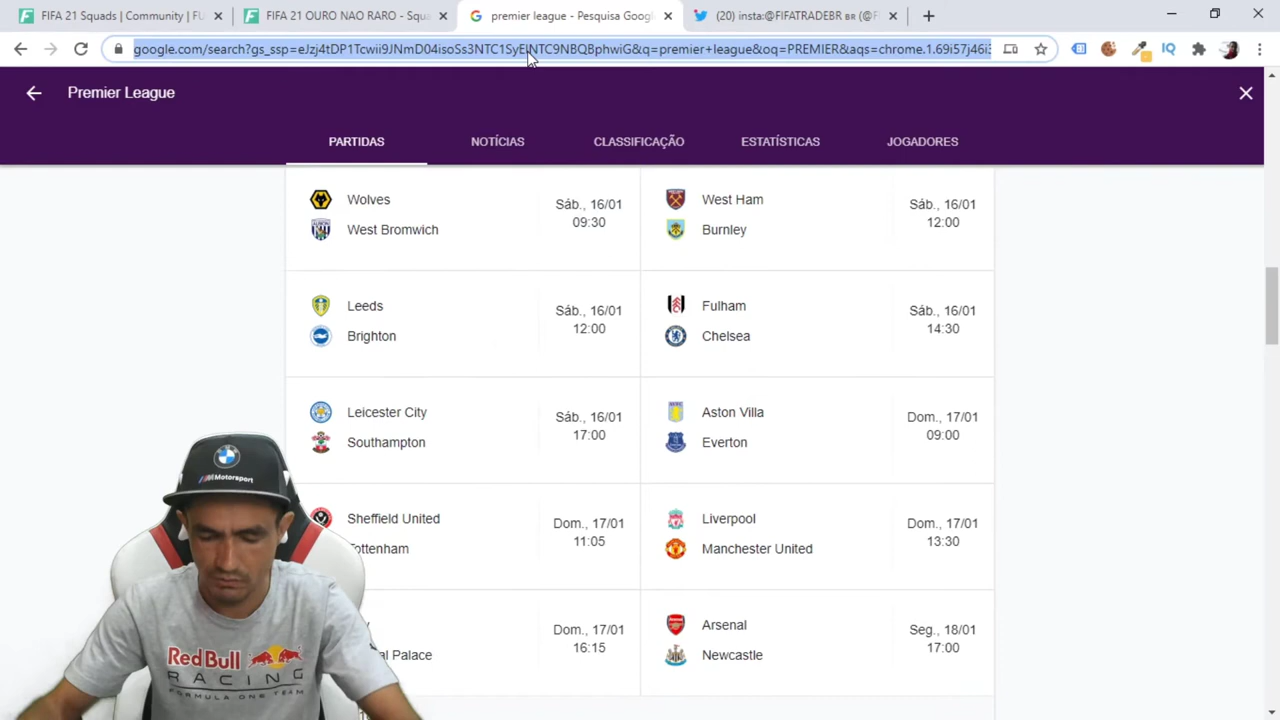 FIFA 21 Squads | Community | FU
FIFA 21 OURO NAO RARO - Squa
premier league - Pesquisa Googl
(20) insta:@FIFATRADEBR BR (@F
google.com/search?gs_ssp=eJzj4tDP1Tcwii9JNmD04isoSs3NTC1SyElNTC9NBQBphwiG&q=premier+league&oq=PREMIER&aqs=chrome.1.69i57j46i3
Premier League
PARTIDAS
NOTÍCIAS
CLASSIFICAÇÃO
ESTATÍSTICAS
JOGADORES
Wolves
West Bromwich
Sáb., 16/01
09:30
West Ham
Burnley
Sáb., 16/01
12:00
Leeds
Brighton
Sáb., 16/01
12:00
Fulham
Chelsea
Sáb., 16/01
14:30
Leicester City
Southampton
Sáb., 16/01
17:00
Aston Villa
Everton
Dom., 17/01
09:00
Sheffield United
Tottenham
Dom., 17/01
11:05
Liverpool
Manchester United
Dom., 17/01
13:30
al Palace
Dom., 17/01
16:15
Arsenal
Newcastle
Seg., 18/01
17:00
BMW
Motorsport
Red Bull
RACING
FORMULA ONE TEAM